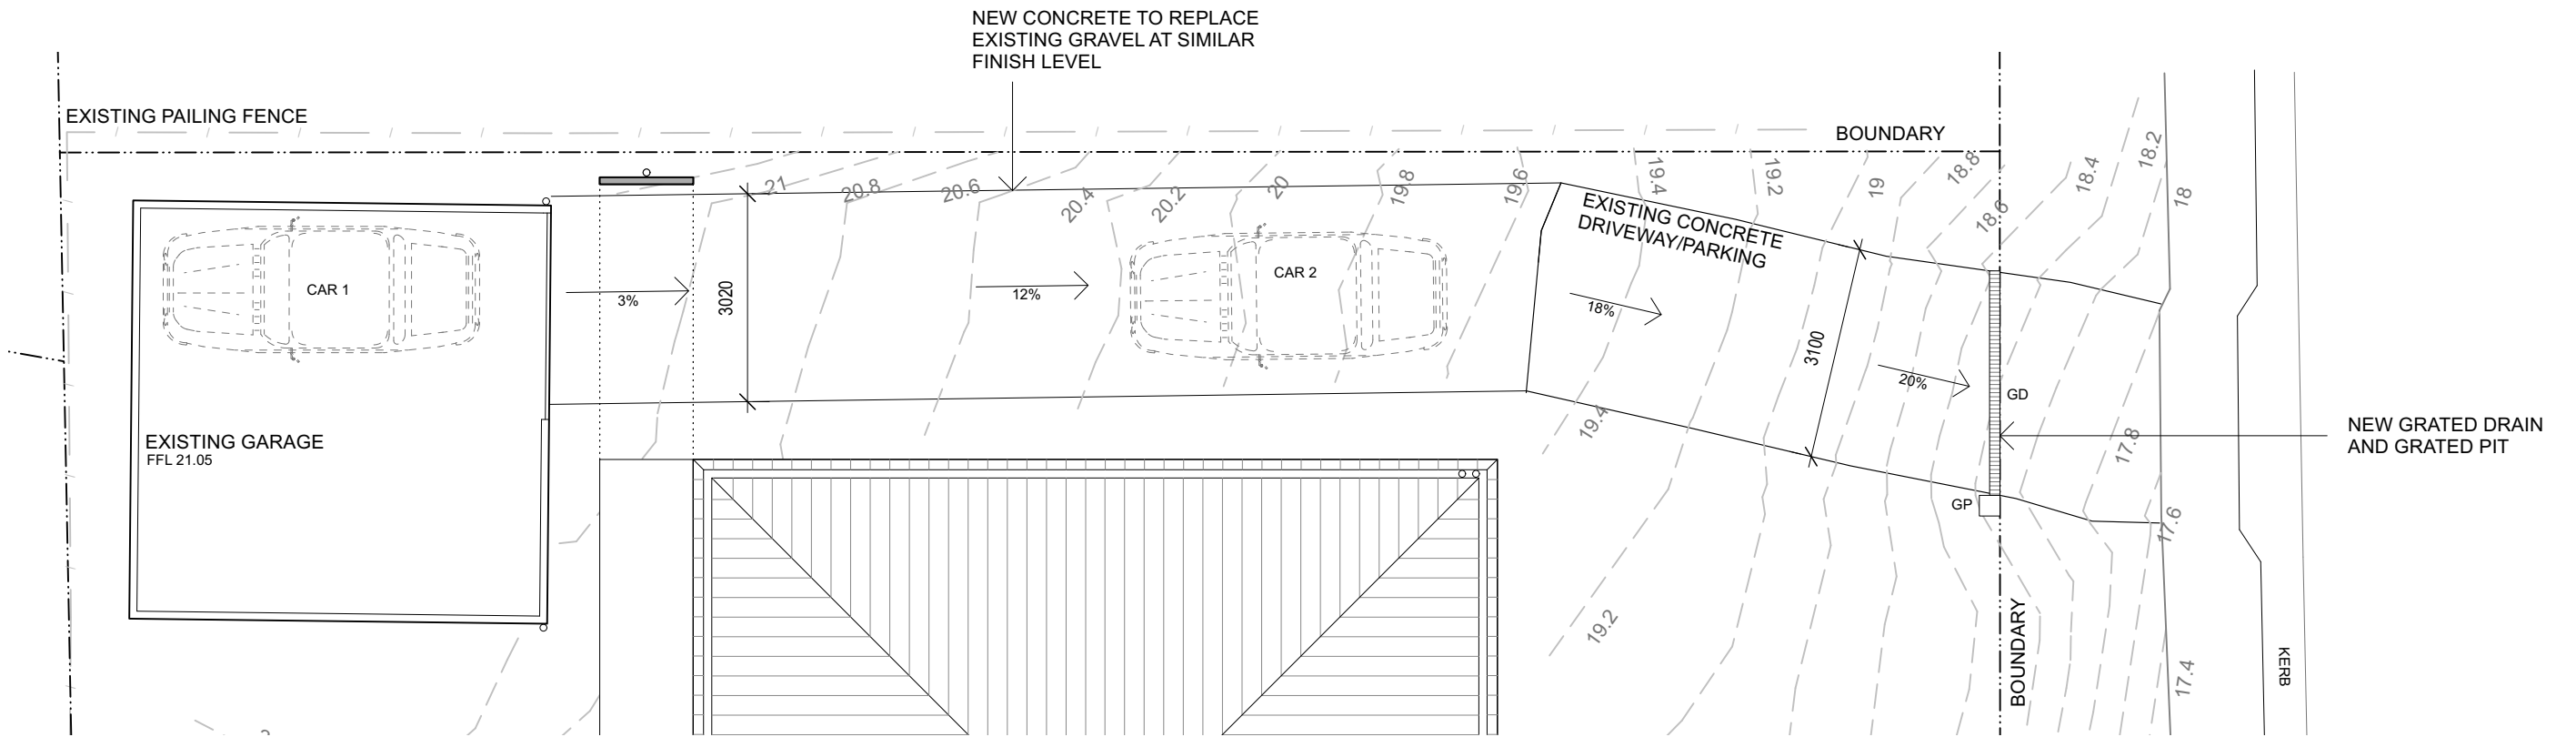 NEW CONCRETE TO REPLACE
EXISTING GRAVEL AT SIMILAR
FINISH LEVEL
EXISTING PAILING FENCE
BOUNDARY
21
20.8
20.6
20.4
20.2
20
19.8
19.6
19.4
19.2
19
18.8
18.6
18.4
18.2
18
EXISTING CONCRETE
DRIVEWAY/PARKING
CAR 1
CAR 2
3%
3020
12%
18%
3100
20%
GD
NEW GRATED DRAIN
AND GRATED PIT
EXISTING GARAGE
FFL 21.05
19.4
17.8
GP
17.6
19.2
BOUNDARY
KERB
17.4